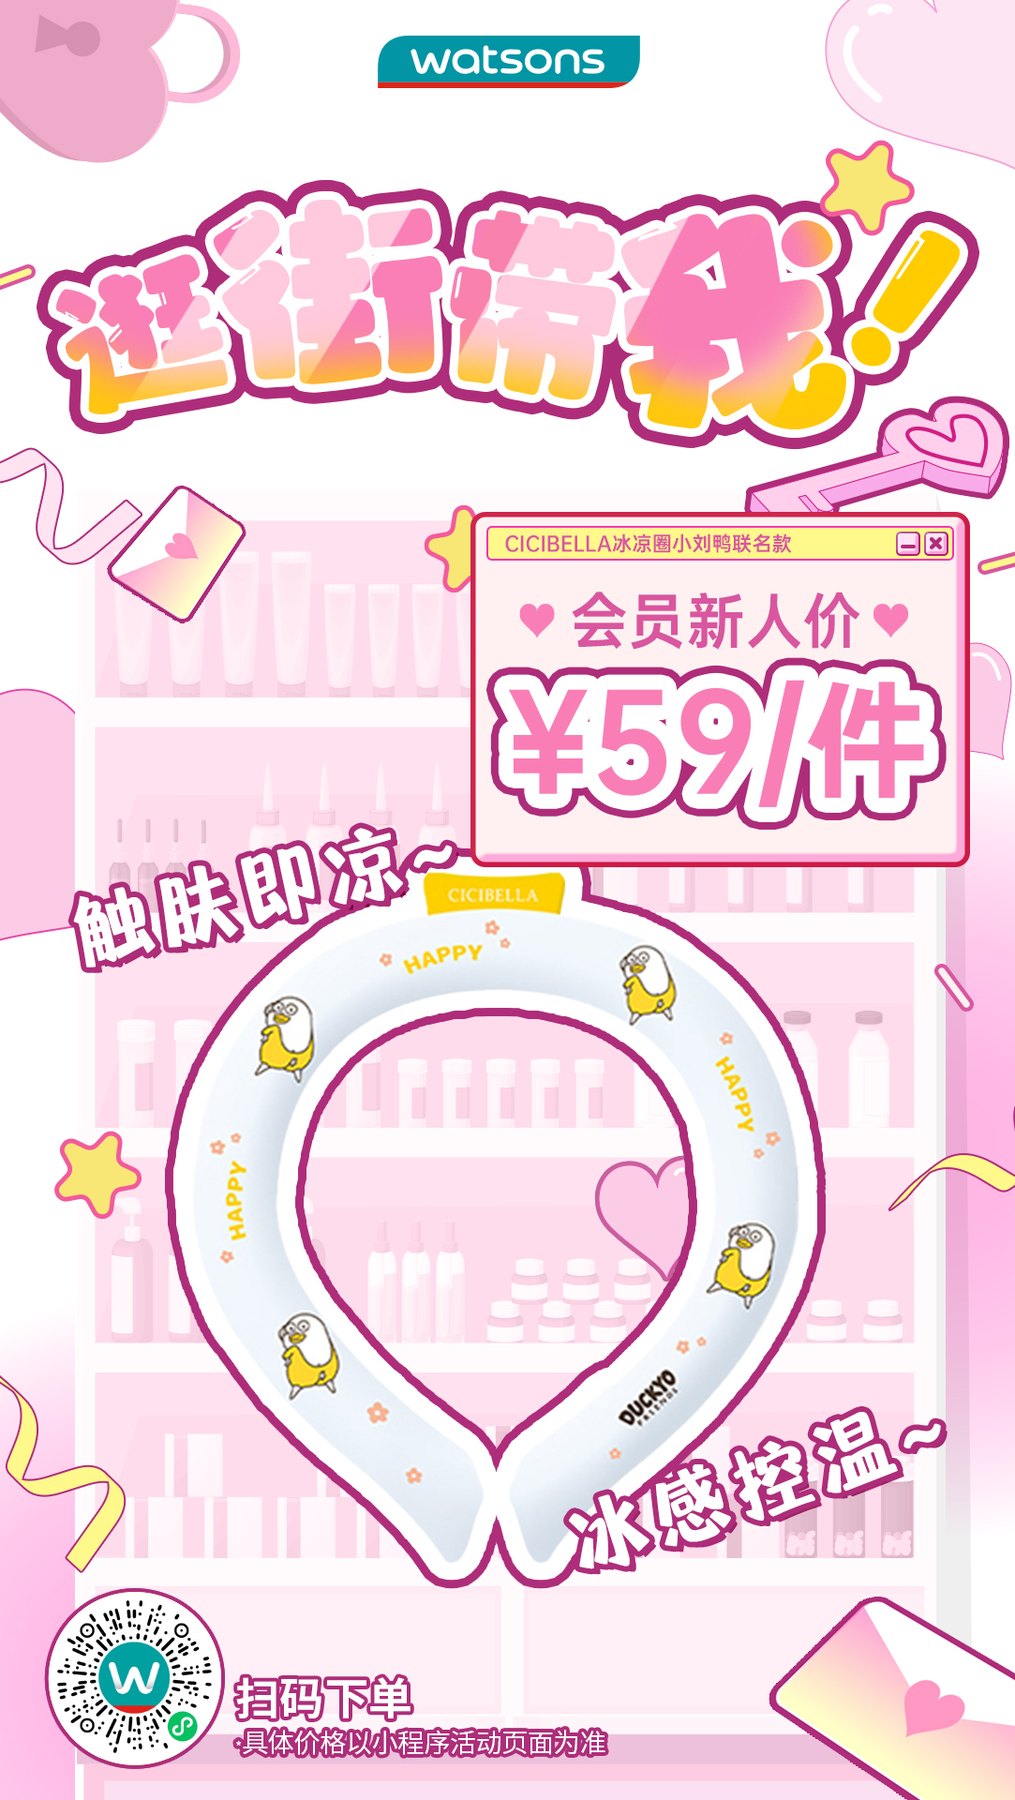 watsons
逛街带我!
CICIBELLA冰凉圈小刘鸭联名款
会员新人价
¥59/件
触肤即凉~
CICIBELLA
HAPPY
HAPPY
HAPPY
DUCKYO
FRIENDS
冰感控温~
W
扫码下单
·具体价格以小程序活动页面为准